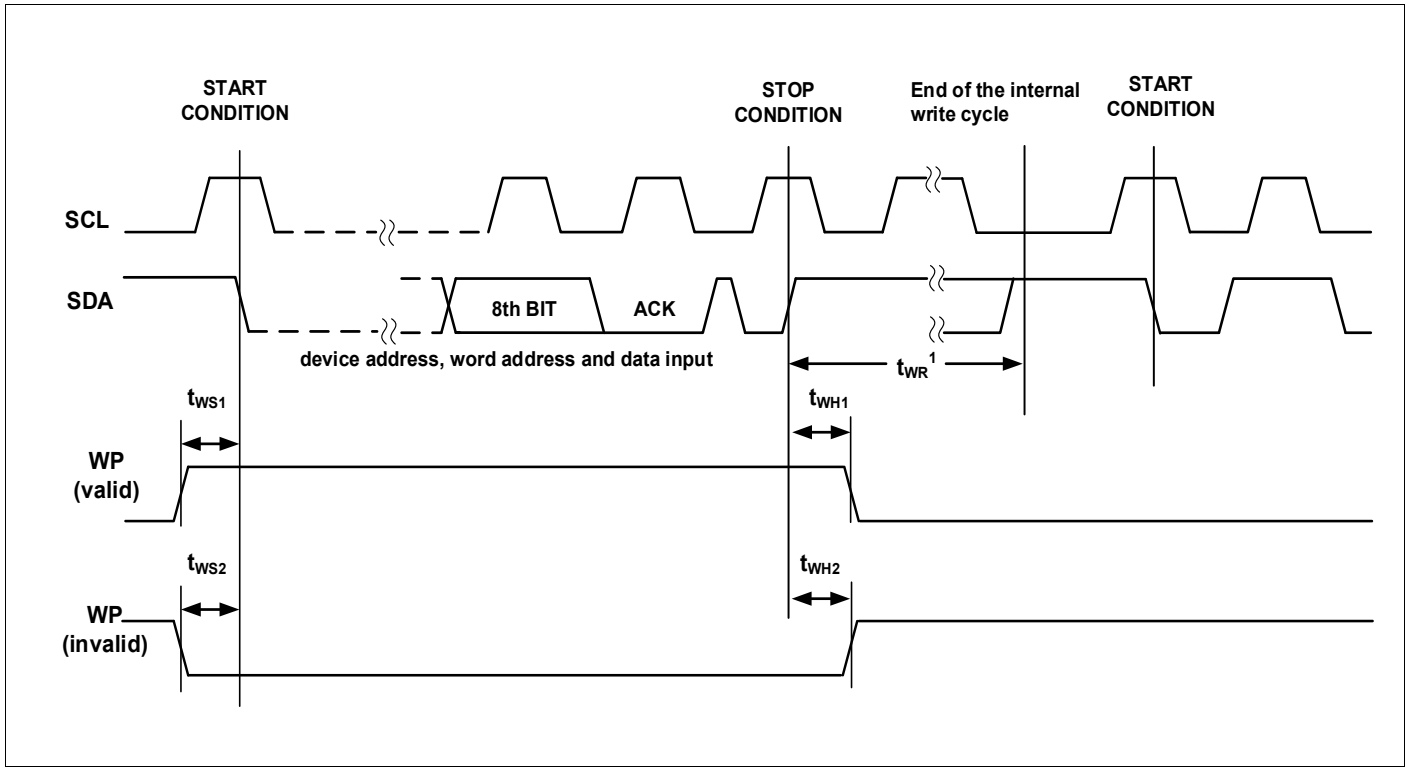 START
CONDITION
STOP
CONDITION
End of the internal
write cycle
START
CONDITION
SCL
SDA
8th BIT
ACK
device address, word address and data input
tWR1
tWS1
tWH1
WP
(valid)
tWS2
tWH2
WP
(invalid)